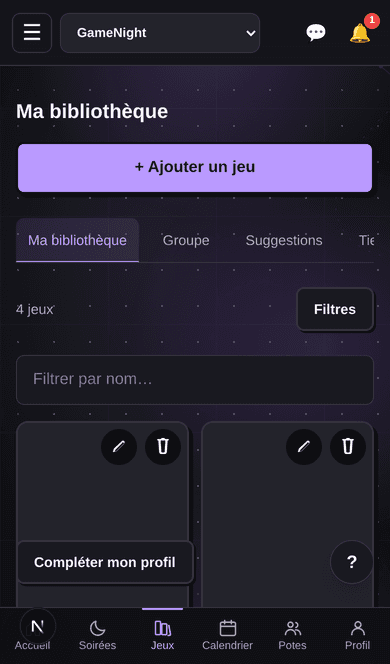 GameNight
1
Ma bibliothèque
+ Ajouter un jeu
Ma bibliothèque Groupe Suggestions Tie
4 jeux
Filtres
Filtrer par nom…
Compléter mon profil
?
N
Accueil Soirées Jeux Calendrier Potes Profil